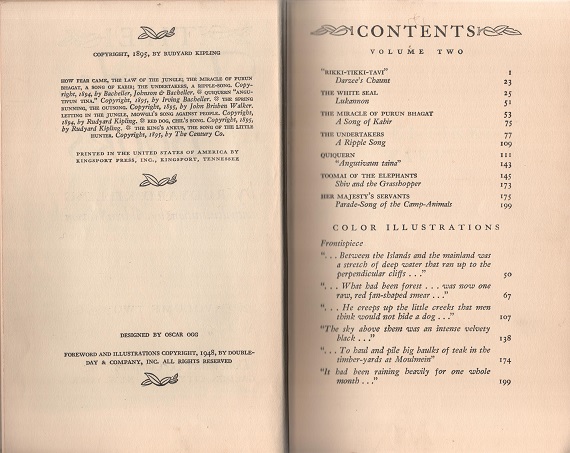 COPYRIGHT, 1895, BY RUDYARD KIPLING
HOW FEAR CAME, THE LAW OF THE JUNGLE; THE MIRACLE OF PURUN
BHAGAT, A SONG OF KABIR; THE UNDERTAKERS, A RIPPLE-SONG. Copy-
right, 1894, by Bacheller, Johnson & Bacheller. QUIQUERN "ANGU-
TIVUN TINA." Copyright, 1895, by Irving Bacheller. THE SPRING
RUNNING, THE OUTSONG. Copyright, 1895, by John Brisben Walker.
LETTING IN THE JUNGLE, MOWGLI'S SONG AGAINST PEOPLE. Copyright,
1894, by Rudyard Kipling. RED DOG, CHIL'S SONG. Copyright, 1895,
by Rudyard Kipling. THE KING'S ANKUS, THE SONG OF THE LITTLE
HUNTER. Copyright, 1895, by The Century Co.
PRINTED IN THE UNITED STATES OF AMERICA BY
KINGSPORT PRESS, INC., KINGSPORT, TENNESSEE
DESIGNED BY OSCAR OGG
FOREWORD AND ILLUSTRATIONS COPYRIGHT, 1948, BY DOUBLE-
DAY & COMPANY, INC. ALL RIGHTS RESERVED
CONTENTS
VOLUME TWO
"RIKKI-TIKKI-TAVI" 1
Darzee's Chaunt 23
THE WHITE SEAL 25
Lukannon 51
THE MIRACLE OF PURUN BHAGAT 53
A Song of Kabir 75
THE UNDERTAKERS 77
A Ripple Song 109
QUIQUERN 111
"Angutivaun taina" 143
TOOMAI OF THE ELEPHANTS 145
Shiv and the Grasshopper 173
HER MAJESTY'S SERVANTS 175
Parade-Song of the Camp-Animals 199
COLOR ILLUSTRATIONS
Frontispiece
". . . Between the Islands and the mainland was
a stretch of deep water that ran up to the
perpendicular cliffs . . ." 50
". . . What had been forest . . . was now one
raw, red fan-shaped smear . . ." 67
". . . He creeps up the little creeks that men
think would not hide a dog . . ." 107
"The sky above them was an intense velvety
black . . ." 138
". . . To haul and pile big baulks of teak in the
timber-yards at Moulmein" 174
"It had been raining heavily for one whole
month . . ." 199